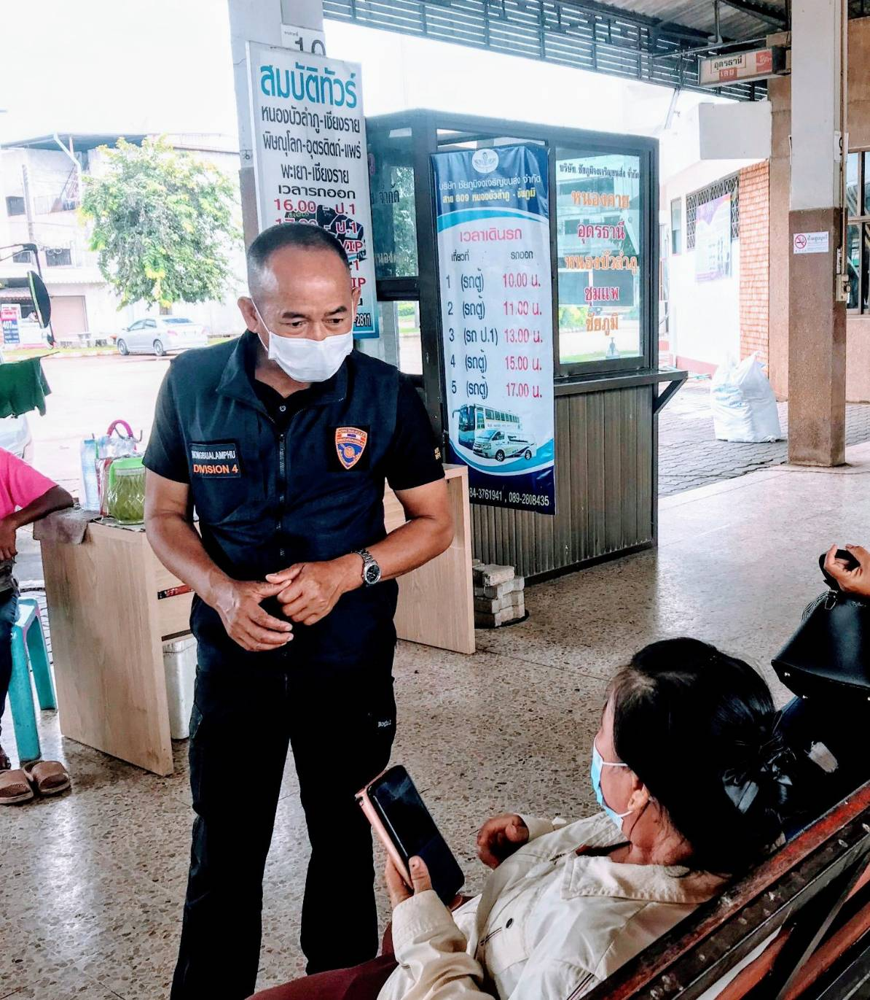 10
สมบัติทัวร์
หนองบัวลำภู-เชียงราย
พิษณุโลก-อุตรดิตถ์-แพร่
พะเยา-เชียงราย
เวลารถออก
16.00 - ป.1
ป.1
VIP
VIP
-2811
จำกัด
บริษัท ชัยภูมิจงเจริญขนส่ง จำกัด
สาย 809 หนองบัวลำภู - ชัยภูมิ
เวลาเดินรถ
เที่ยวที่ รถออก
1 (รถตู้) 10.00 น.
2 (รถตู้) 11.00 น.
3 (รถ ป.1) 13.00 น.
4 (รถตู้) 15.00 น.
5 (รถตู้) 17.00 น.
84-3761941 , 089-2808435
บริษัท ชัยภูมิจงเจริญขนส่ง จำกัด
หนองคาย
อุดรธานี
หนองบัวลำภู
ชุมแพ
ชัยภูมิ
อุดรธานี
เลย
ห้ามสูบบุหรี่
NONGBUALAMPHU
DIVISION 4